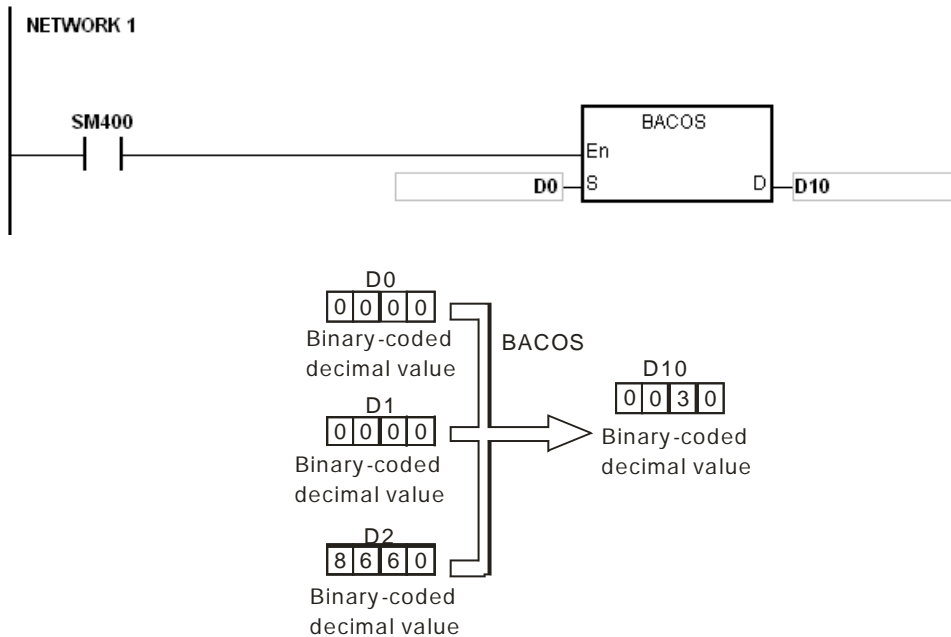 NETWORK 1
SM400
BACOS
En
D0 S D D10
D0
0 0 0 0
Binary-coded
decimal value
BACOS
D1
0 0 0 0
Binary-coded
decimal value
D10
0 0 3 0
Binary-coded
decimal value
D2
8 6 6 0
Binary-coded
decimal value